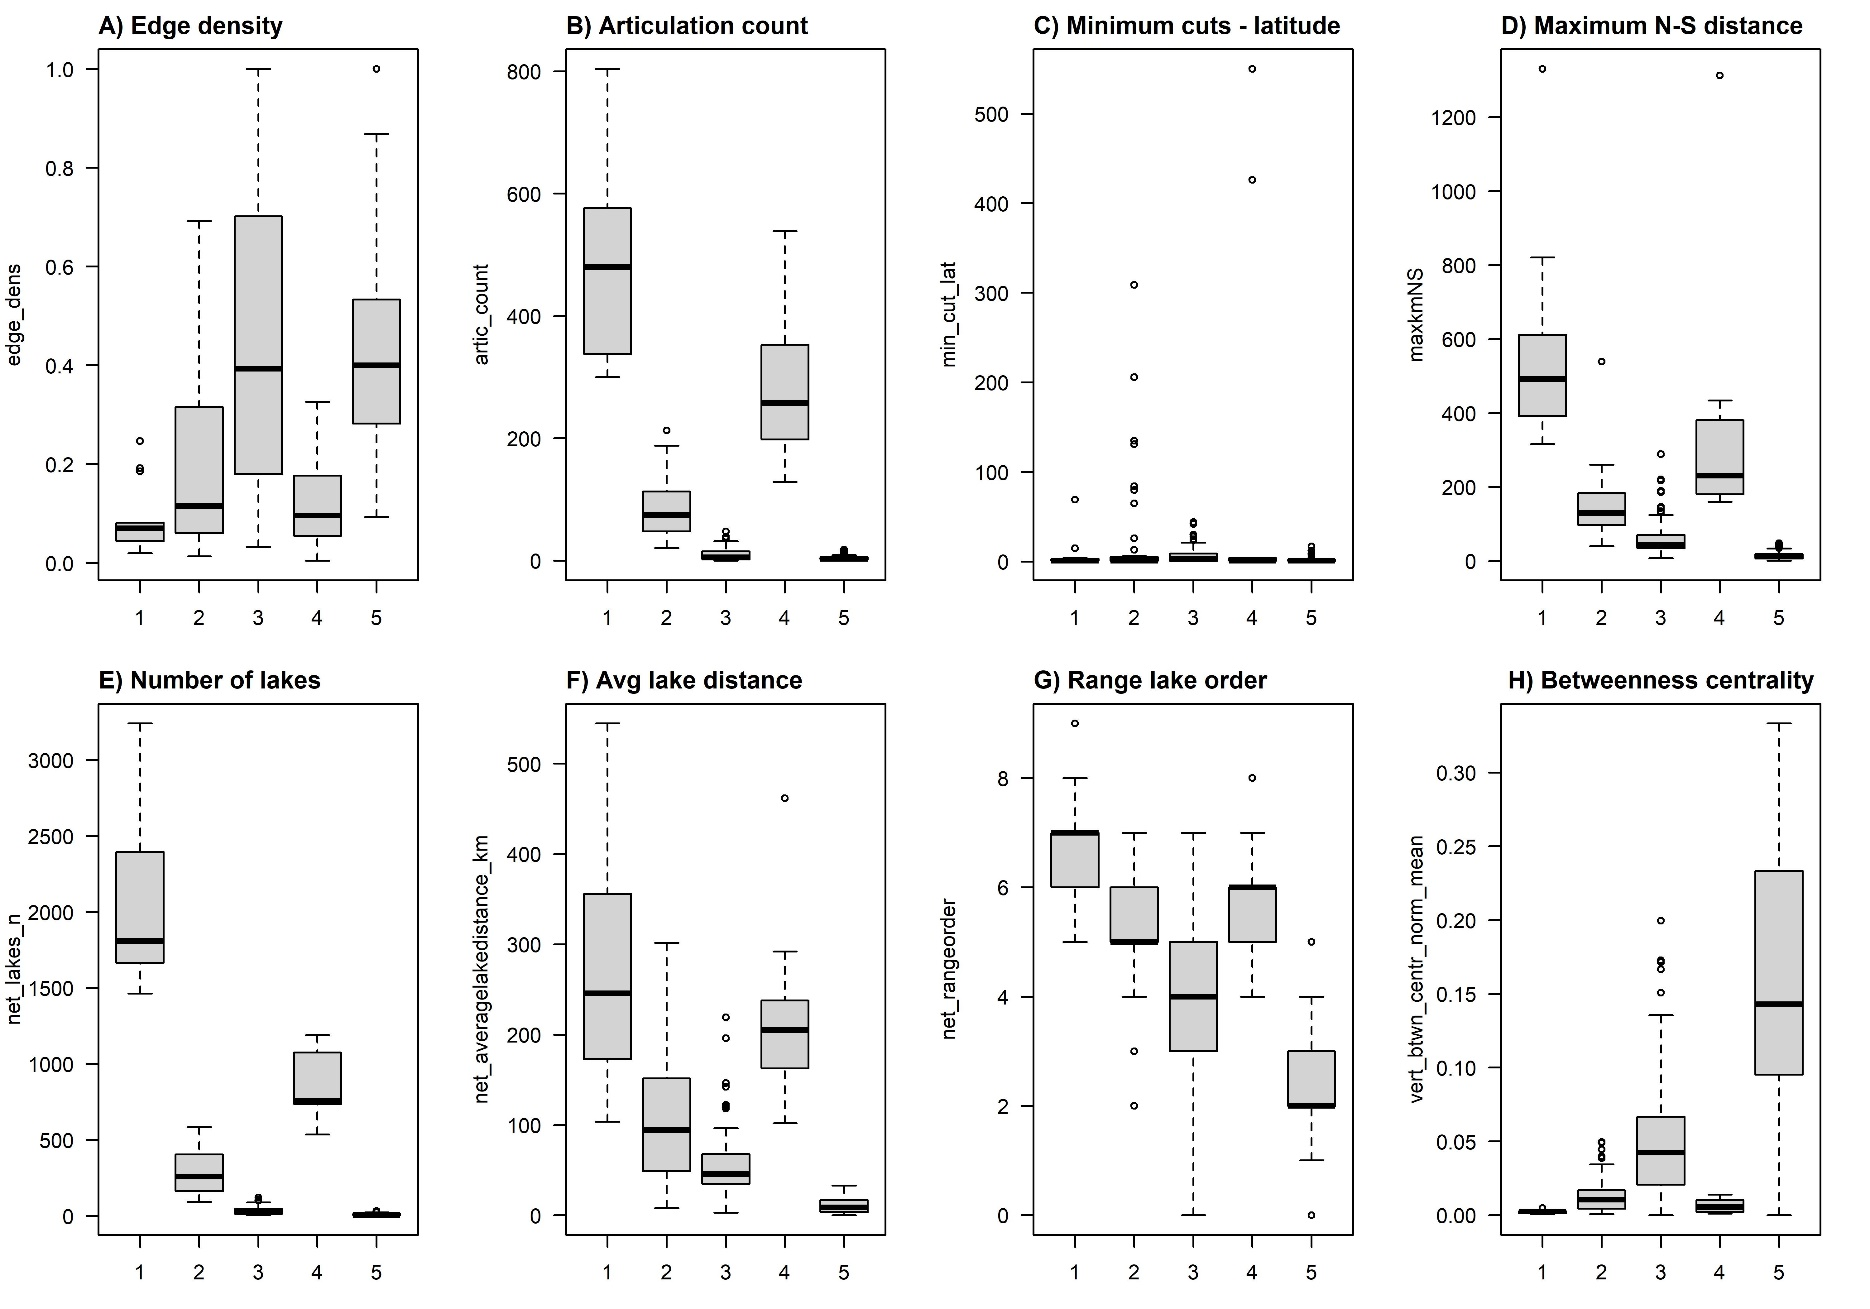 A) Edge density
B) Articulation count
C) Minimum cuts - latitude
D) Maximum N-S distance
edge_dens
0.0
0.2
0.4
0.6
0.8
1.0
1 2 3 4 5
artic_count
0
200
400
600
800
1 2 3 4 5
min_cut_lat
0
100
200
300
400
500
1 2 3 4 5
maxkmNS
0
200
400
600
800
1000
1200
1 2 3 4 5
E) Number of lakes
F) Avg lake distance
G) Range lake order
H) Betweenness centrality
net_lakes_n
0
500
1000
1500
2000
2500
3000
1 2 3 4 5
net_averagelakedistance_km
0
100
200
300
400
500
1 2 3 4 5
net_rangeorder
0
2
4
6
8
1 2 3 4 5
vert_btwn_centr_norm_mean
0.00
0.05
0.10
0.15
0.20
0.25
0.30
1 2 3 4 5